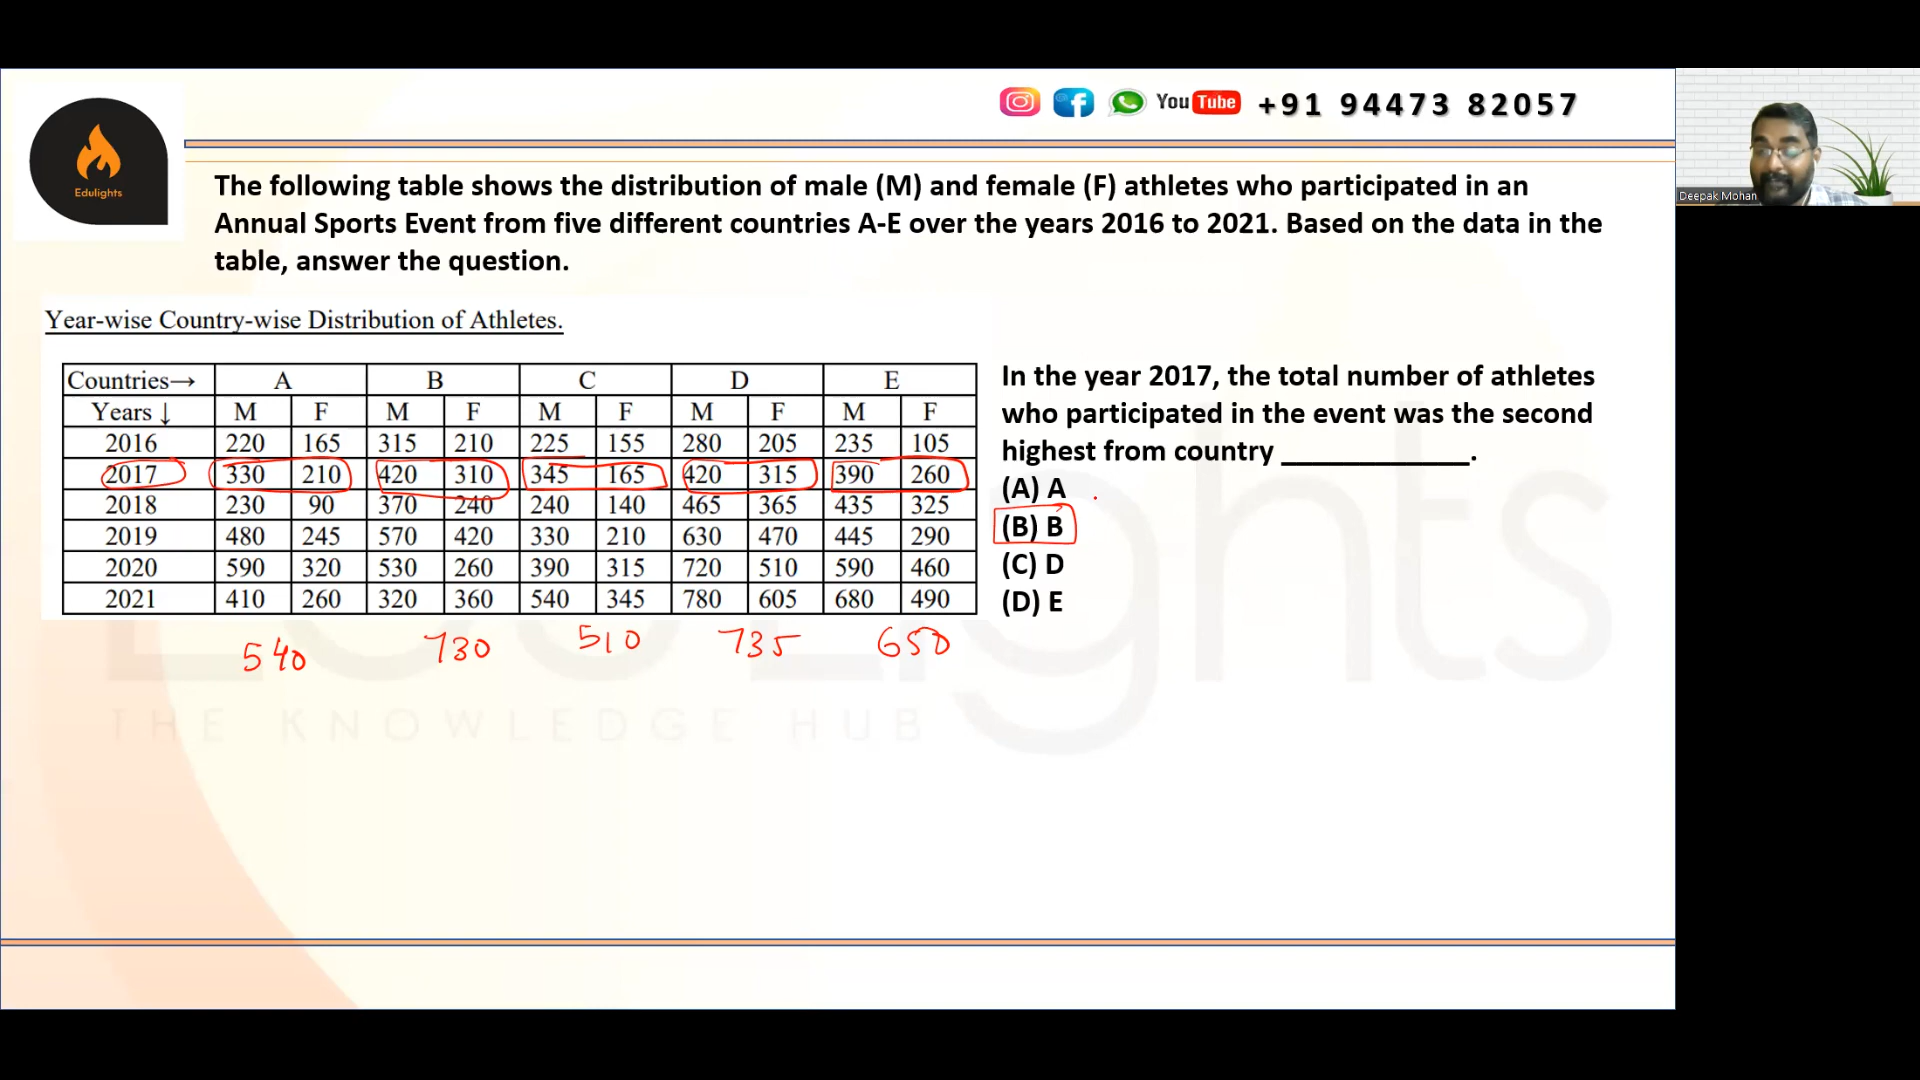 You Tube +91 94473 82057
Edulights
Deepak Mohan
The following table shows the distribution of male (M) and female (F) athletes who participated in an
Annual Sports Event from five different countries A-E over the years 2016 to 2021. Based on the data in the
table, answer the question.
Year-wise Country-wise Distribution of Athletes.
Countries→ A B C D E
Years ↓ M F M F M F M F M F
2016 220 165 315 210 225 155 280 205 235 105
2017 330 210 420 310 345 165 420 315 390 260
2018 230 90 370 240 240 140 465 365 435 325
2019 480 245 570 420 330 210 630 470 445 290
2020 590 320 530 260 390 315 720 510 590 460
2021 410 260 320 360 540 345 780 605 680 490
540 730 510 735 650
In the year 2017, the total number of athletes
who participated in the event was the second
highest from country ____________.
(A) A
(B) B
(C) D
(D) E
THE KNOWLEDGE HUB